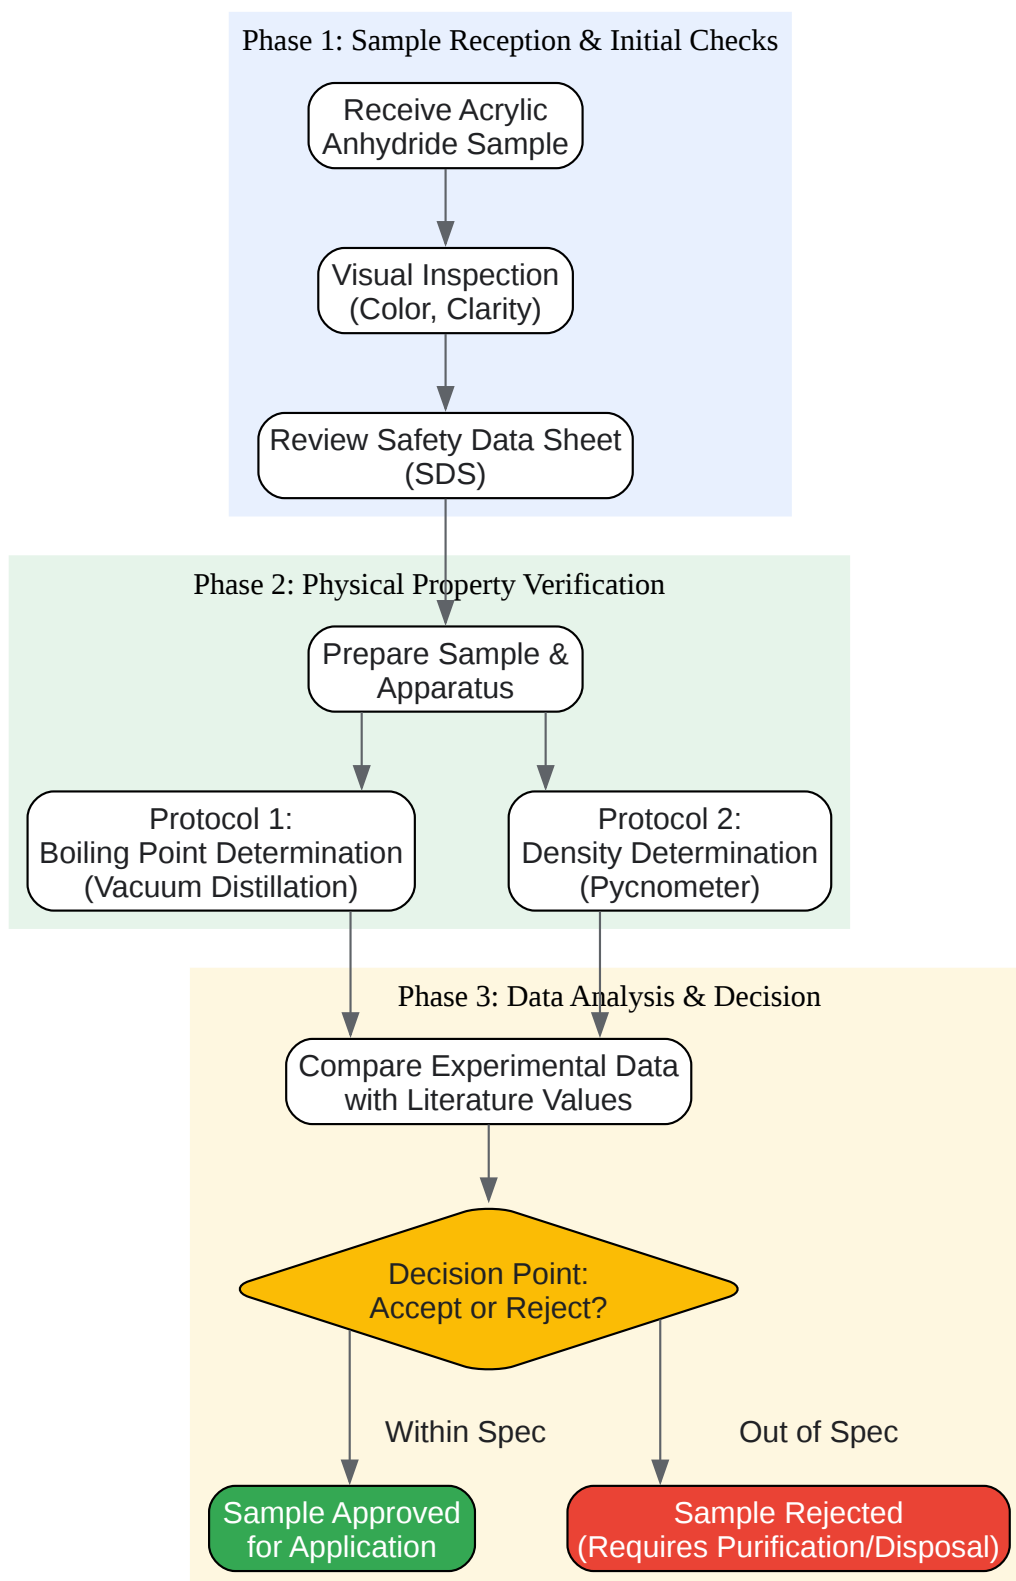 Phase 1: Sample Reception & Initial Checks
Receive Acrylic
Anhydride Sample
Visual Inspection
(Color, Clarity)
Review Safety Data Sheet
(SDS)
Phase 2: Physical Property Verification
Prepare Sample &
Apparatus
Protocol 1:
Boiling Point Determination
(Vacuum Distillation)
Protocol 2:
Density Determination
(Pycnometer)
Phase 3: Data Analysis & Decision
Compare Experimental Data
with Literature Values
Decision Point:
Accept or Reject?
Within Spec
Out of Spec
Sample Approved
for Application
Sample Rejected
(Requires Purification/Disposal)